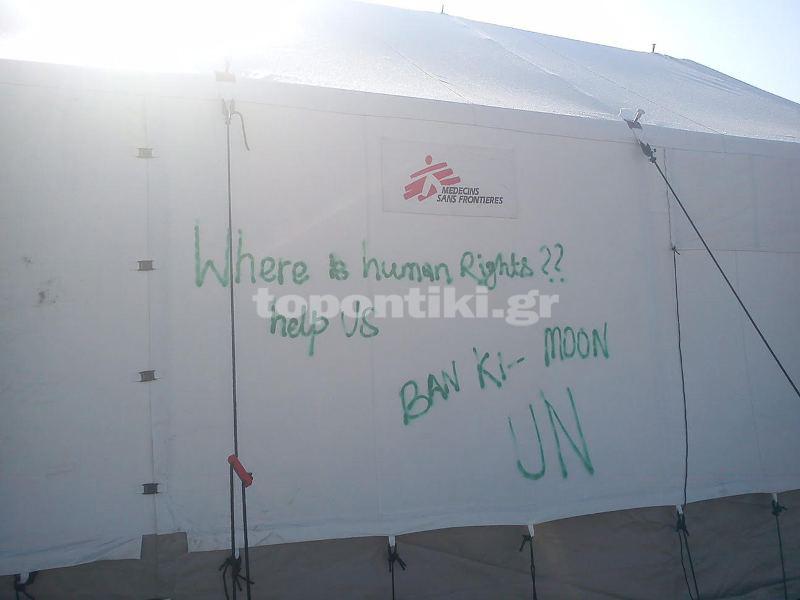 MEDECINS
SANS FRONTIERES
Where is human Rights??
topontiki.gr
help US
BAN Ki-- MOON
UN